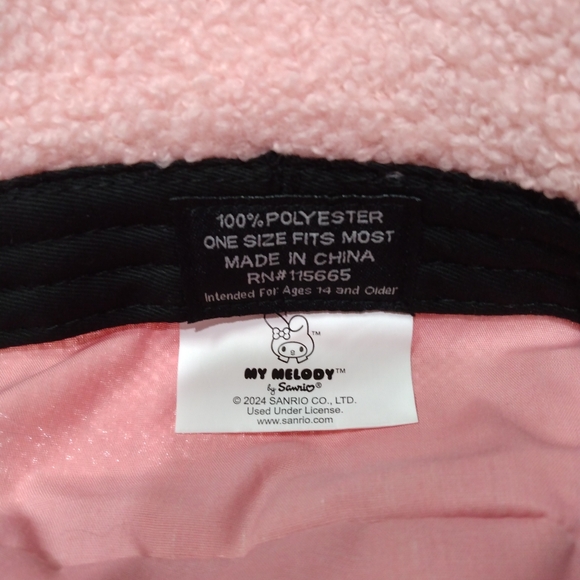 100% POLYESTER
ONE SIZE FITS MOST
MADE IN CHINA
RN# 115665
Intended For Ages 14 and Older
TM
MY MELODY™
by Sanrio®
© 2024 SANRIO CO., LTD.
Used Under License.
www.sanrio.com